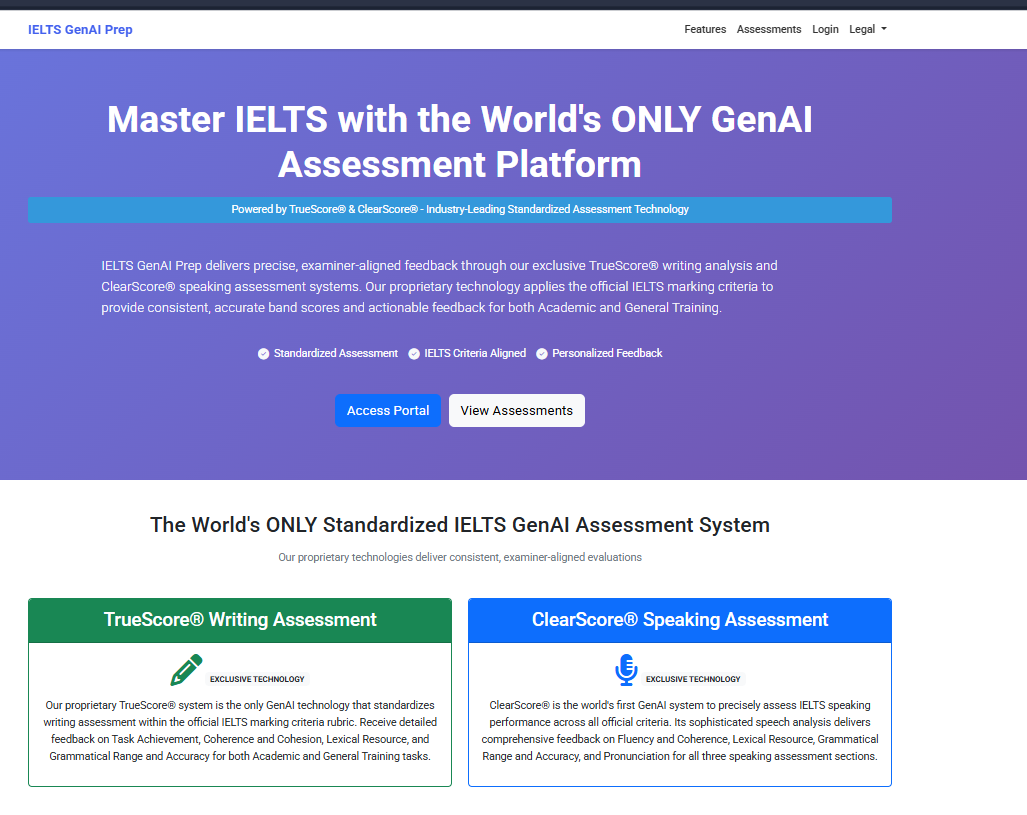 IELTS GenAI Prep
Features Assessments Login Legal
Master IELTS with the World's ONLY GenAI
Assessment Platform
Powered by TrueScore® & ClearScore® - Industry-Leading Standardized Assessment Technology
IELTS GenAI Prep delivers precise, examiner-aligned feedback through our exclusive TrueScore® writing analysis and
ClearScore® speaking assessment systems. Our proprietary technology applies the official IELTS marking criteria to
provide consistent, accurate band scores and actionable feedback for both Academic and General Training.
Standardized Assessment IELTS Criteria Aligned Personalized Feedback
Access Portal View Assessments
The World's ONLY Standardized IELTS GenAI Assessment System
Our proprietary technologies deliver consistent, examiner-aligned evaluations
TrueScore® Writing Assessment
EXCLUSIVE TECHNOLOGY
Our proprietary TrueScore® system is the only GenAI technology that standardizes
writing assessment within the official IELTS marking criteria rubric. Receive detailed
feedback on Task Achievement, Coherence and Cohesion, Lexical Resource, and
Grammatical Range and Accuracy for both Academic and General Training tasks.
ClearScore® Speaking Assessment
EXCLUSIVE TECHNOLOGY
ClearScore® is the world's first GenAI system to precisely assess IELTS speaking
performance across all official criteria. Its sophisticated speech analysis delivers
comprehensive feedback on Fluency and Coherence, Lexical Resource, Grammatical
Range and Accuracy, and Pronunciation for all three speaking assessment sections.